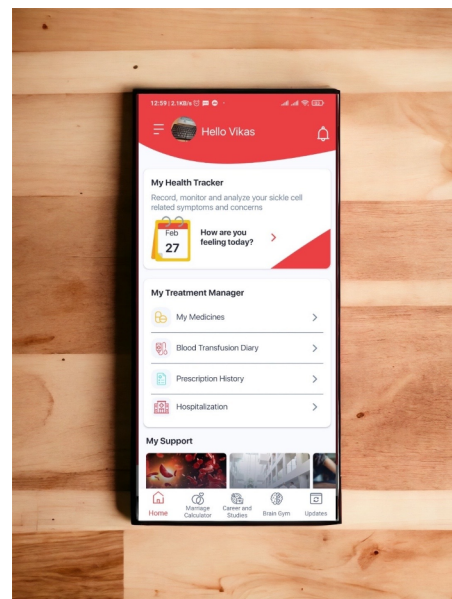 12:59 | 2.1KB/s
Hello Vikas
My Health Tracker
Record, monitor and analyze your sickle cell
related symptoms and concerns
Feb
27
How are you
feeling today?
My Treatment Manager
My Medicines
Blood Transfusion Diary
Prescription History
Hospitalization
My Support
Home
Marriage
Calculator
Career and
Studies
Brain Gym
Updates